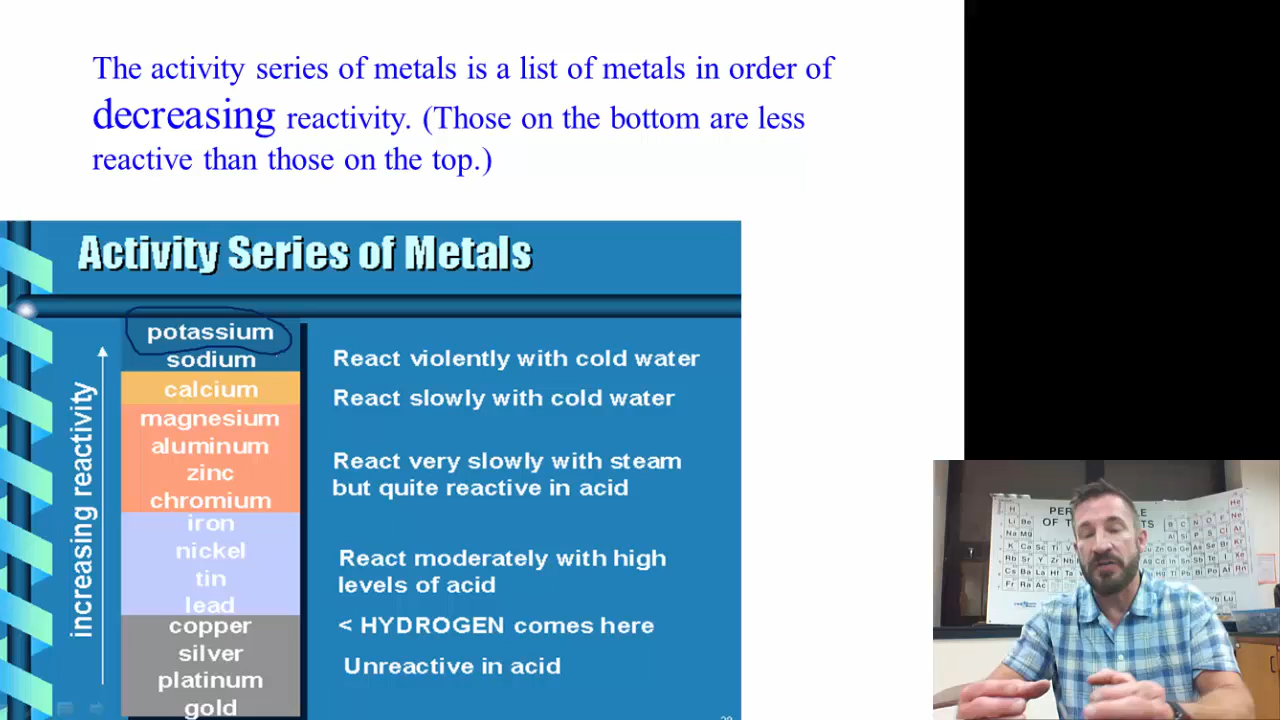 The activity series of metals is a list of metals in order of
decreasing reactivity. (Those on the bottom are less
reactive than those on the top.)
Activity Series of Metals
increasing reactivity
potassium
sodium
React violently with cold water
calcium
React slowly with cold water
magnesium
aluminum
zinc
chromium
React very slowly with steam
but quite reactive in acid
iron
nickel
tin
lead
React moderately with high
levels of acid
< HYDROGEN comes here
copper
silver
platinum
gold
Unreactive in acid